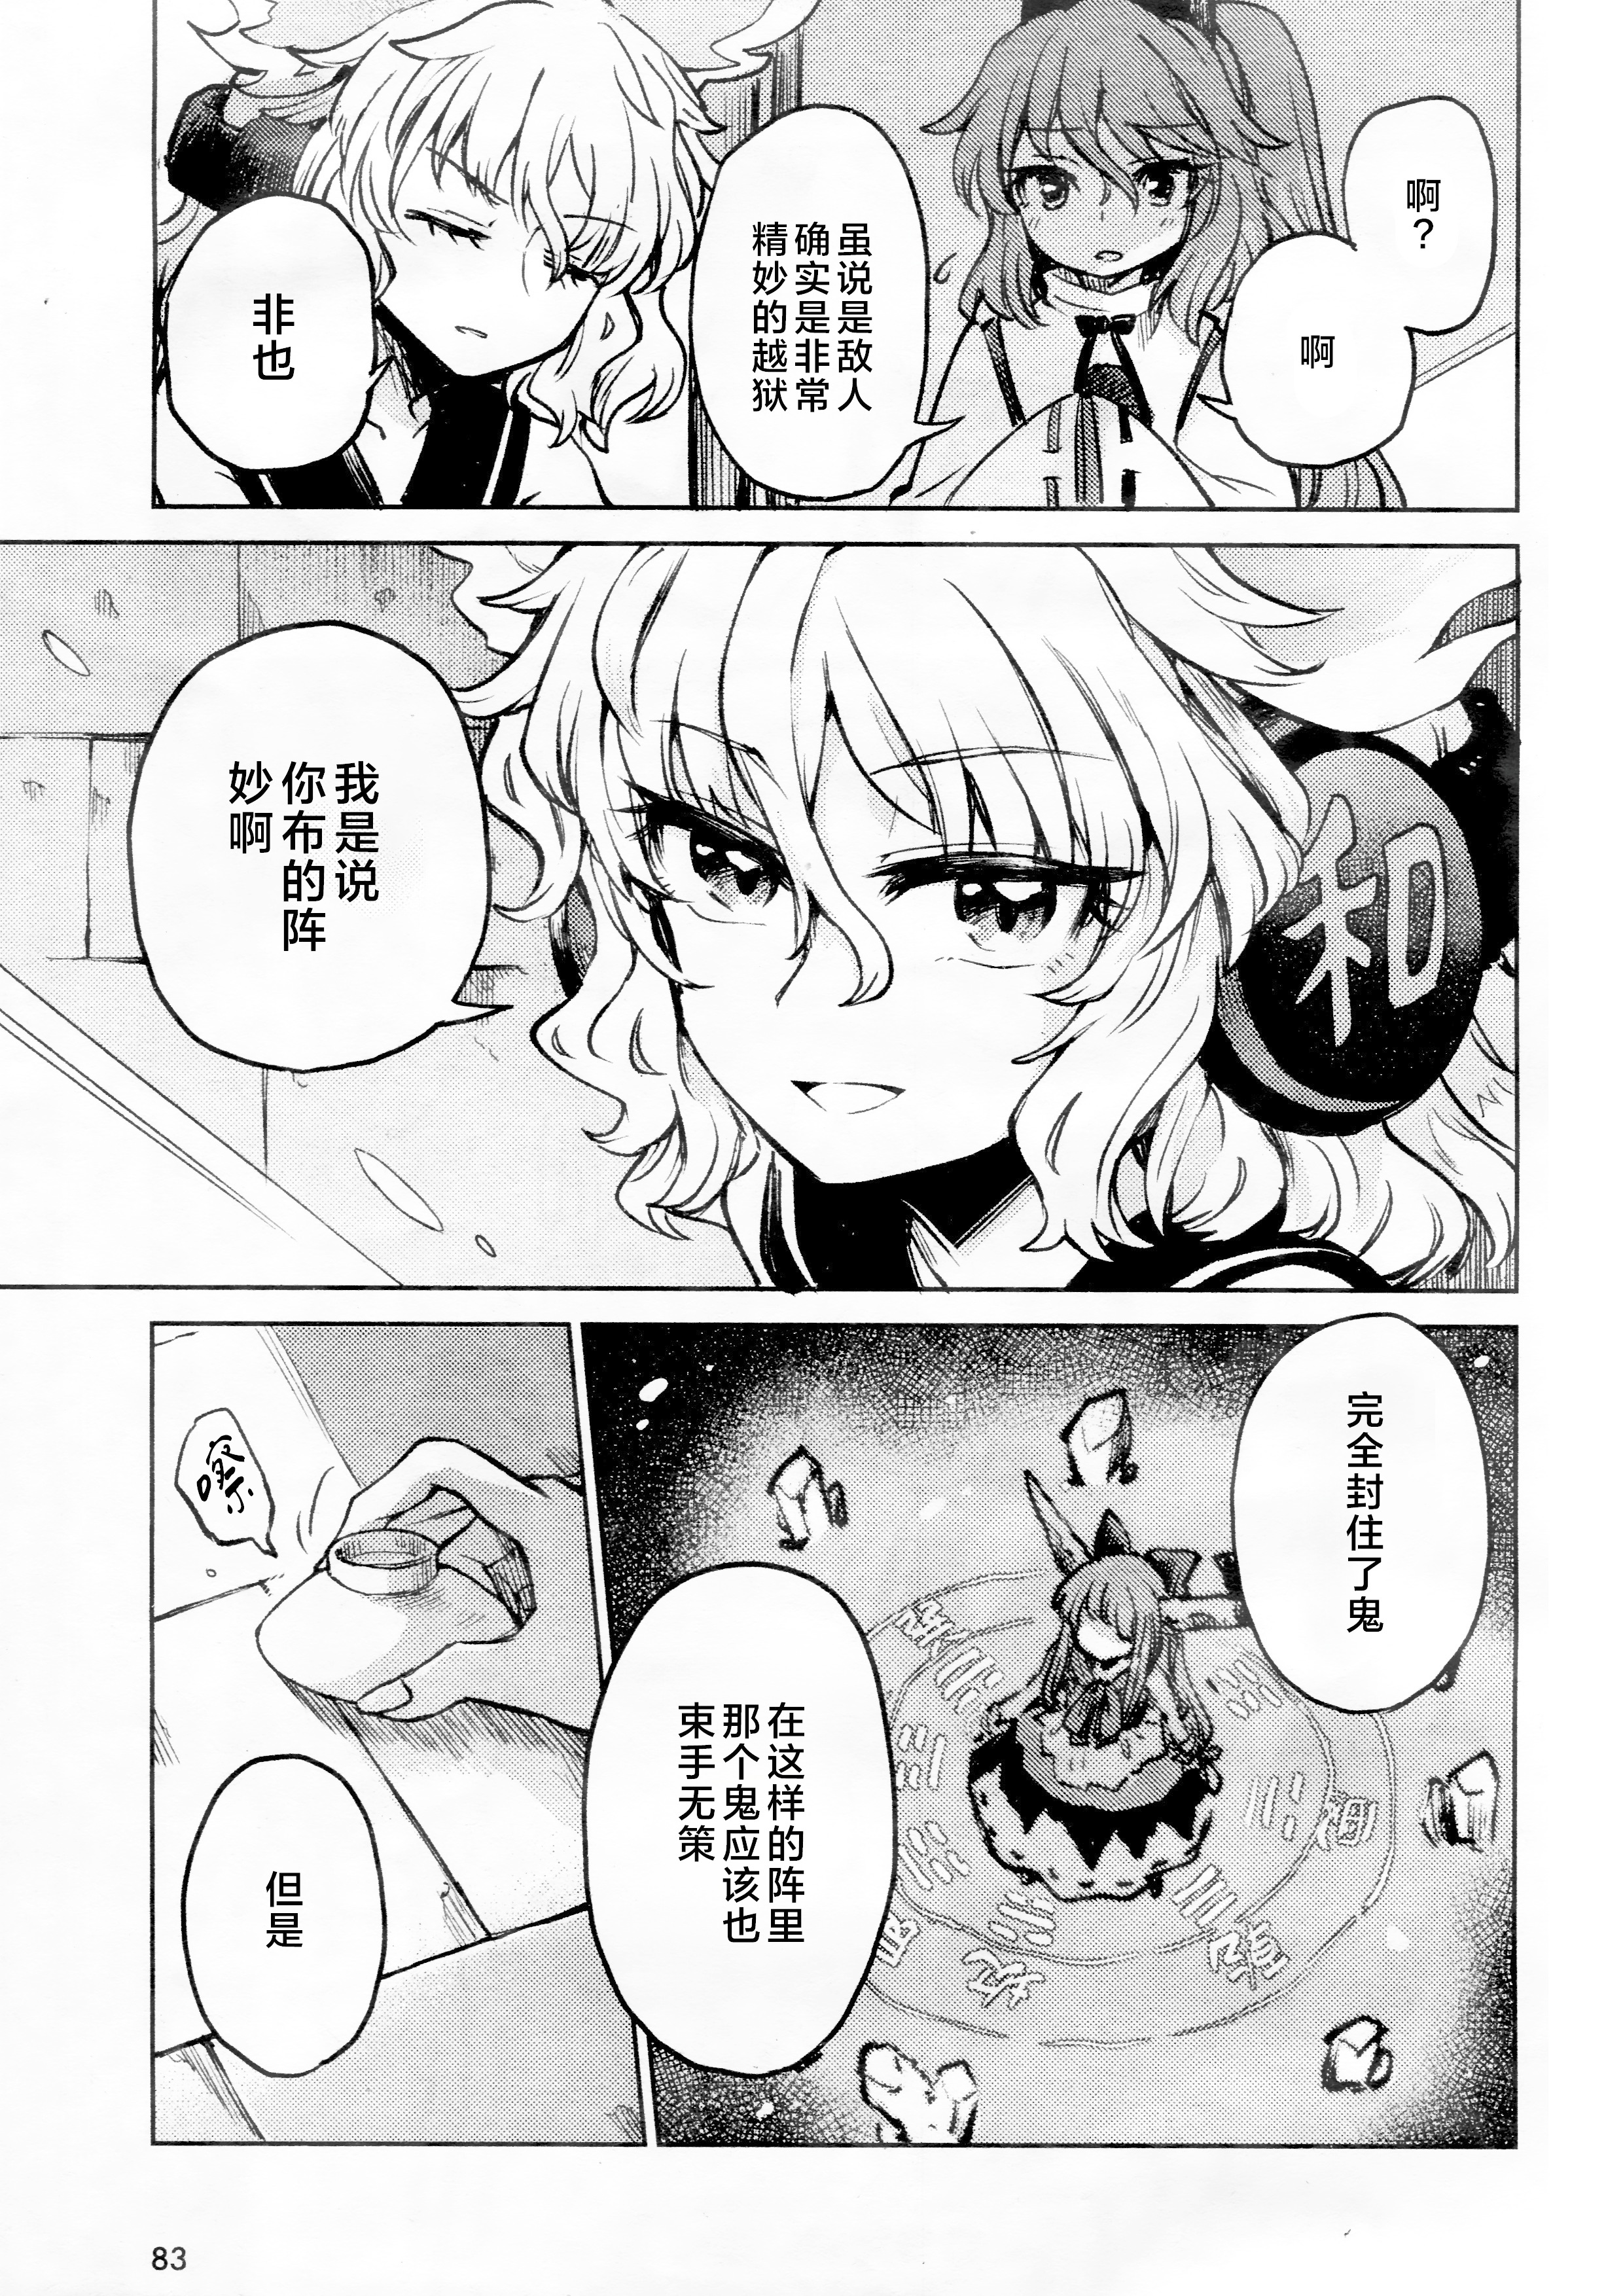 啊？
啊
虽说是敌人
确实是非常
精妙的越狱
非也
和
我是说
你布的阵
妙啊
完全封住了鬼
在这样的阵里
那个鬼应该也
束手无策
嚓
但是
83